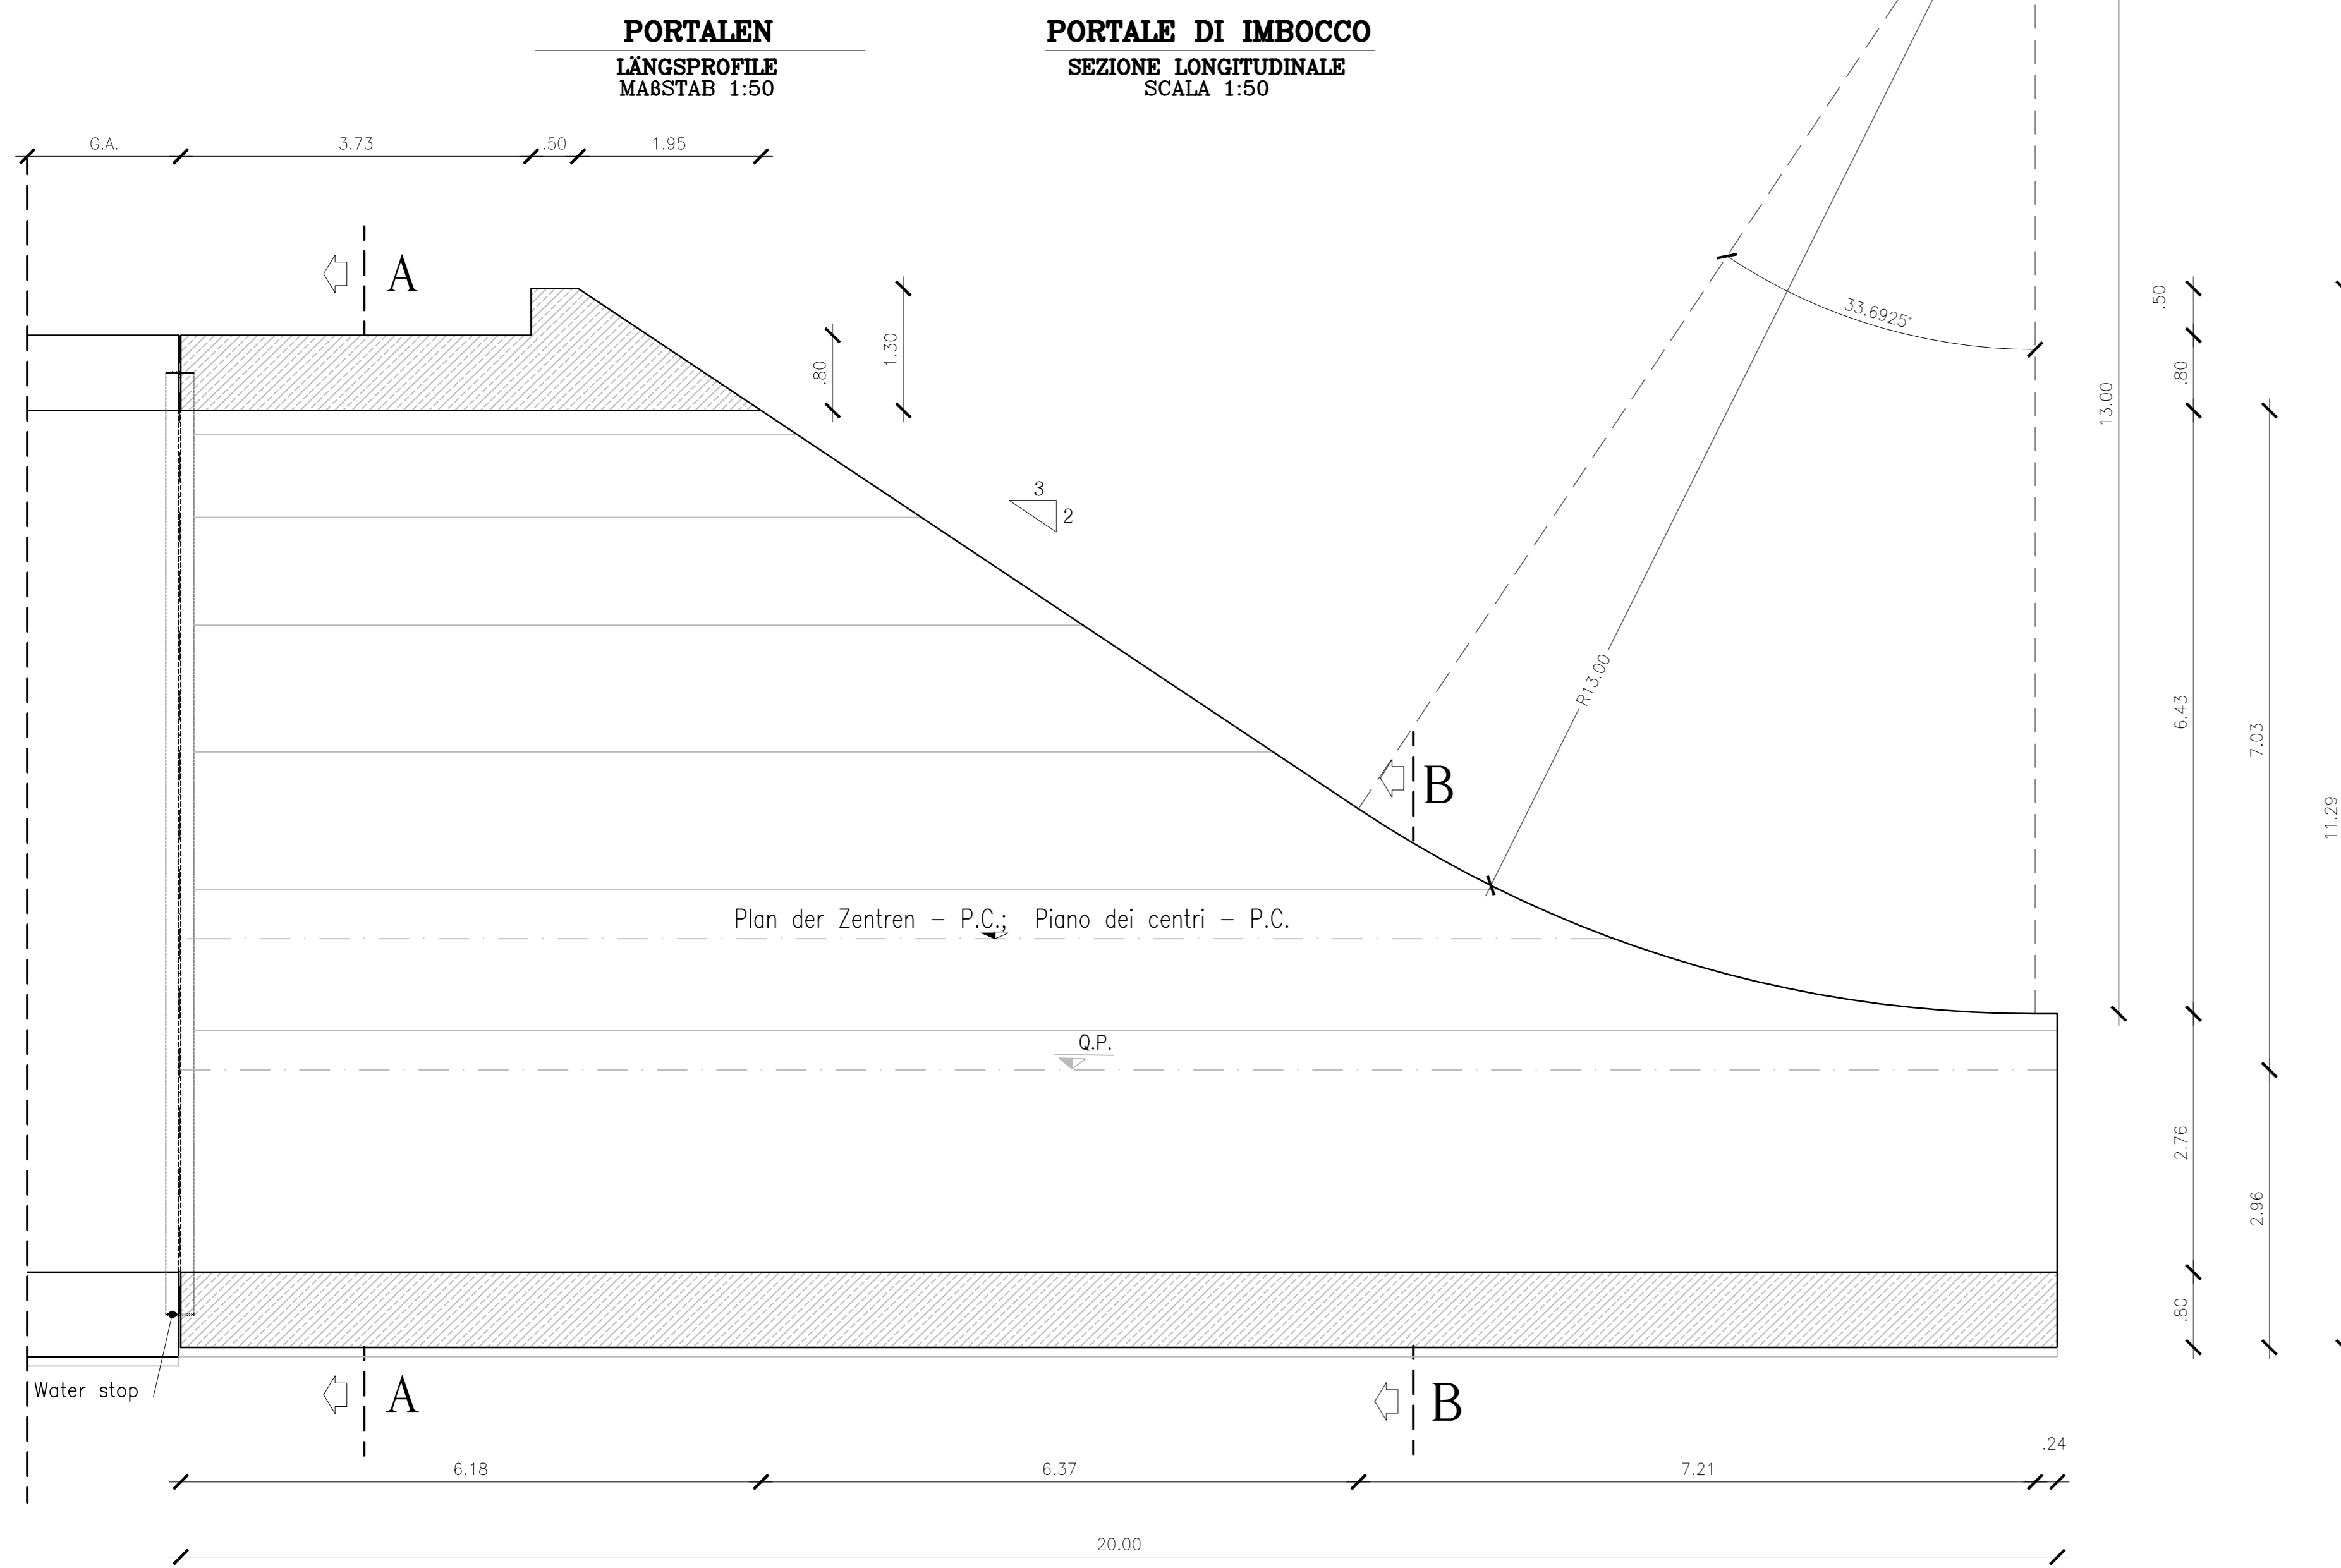 PORTALEN
LÄNGSPROFILE
MAßSTAB 1:50
PORTALE DI IMBOCCO
SEZIONE LONGITUDINALE
SCALA 1:50
G.A.
3.73
.50
1.95
A
A
.80
1.30
3
2
33.6925°
R13.00
13.00
.50
.80
6.43
7.03
11.29
2.76
2.96
.80
B
Plan der Zentren - P.C.; Piano dei centri - P.C.
Q.P.
Water stop
A
B
6.18
6.37
7.21
.24
20.00